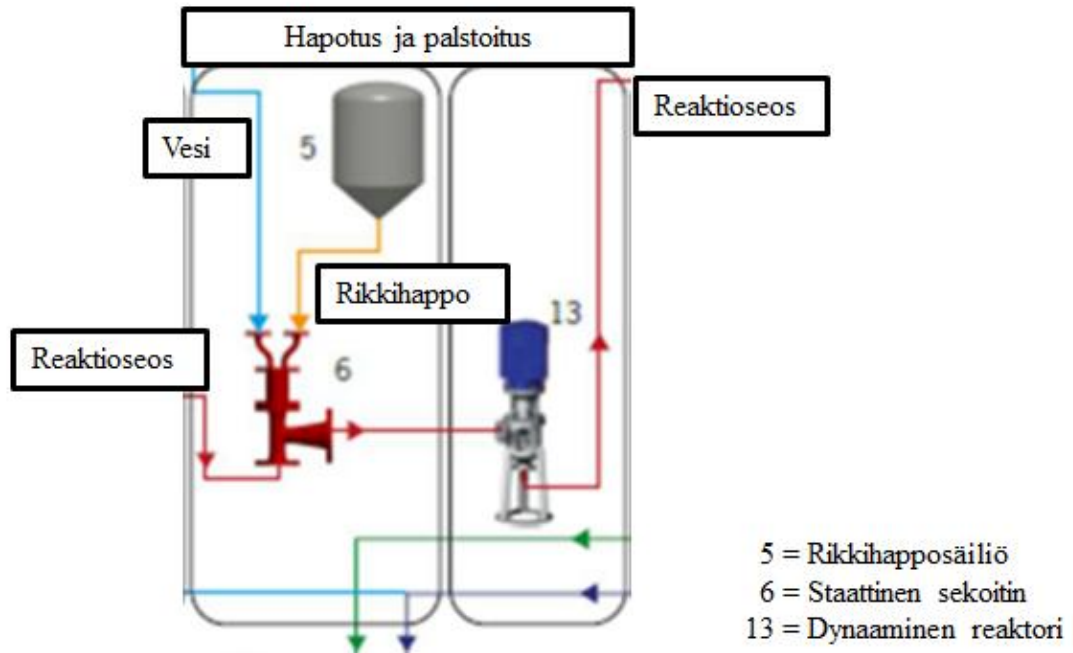 Hapotus ja palstoitus
Reaktioseos
Vesi
5
Rikkihappo
13
Reaktioseos
6
5 = Rikkihapposäiliö
6 = Staattinen sekoitin
13 = Dynaaminen reaktori